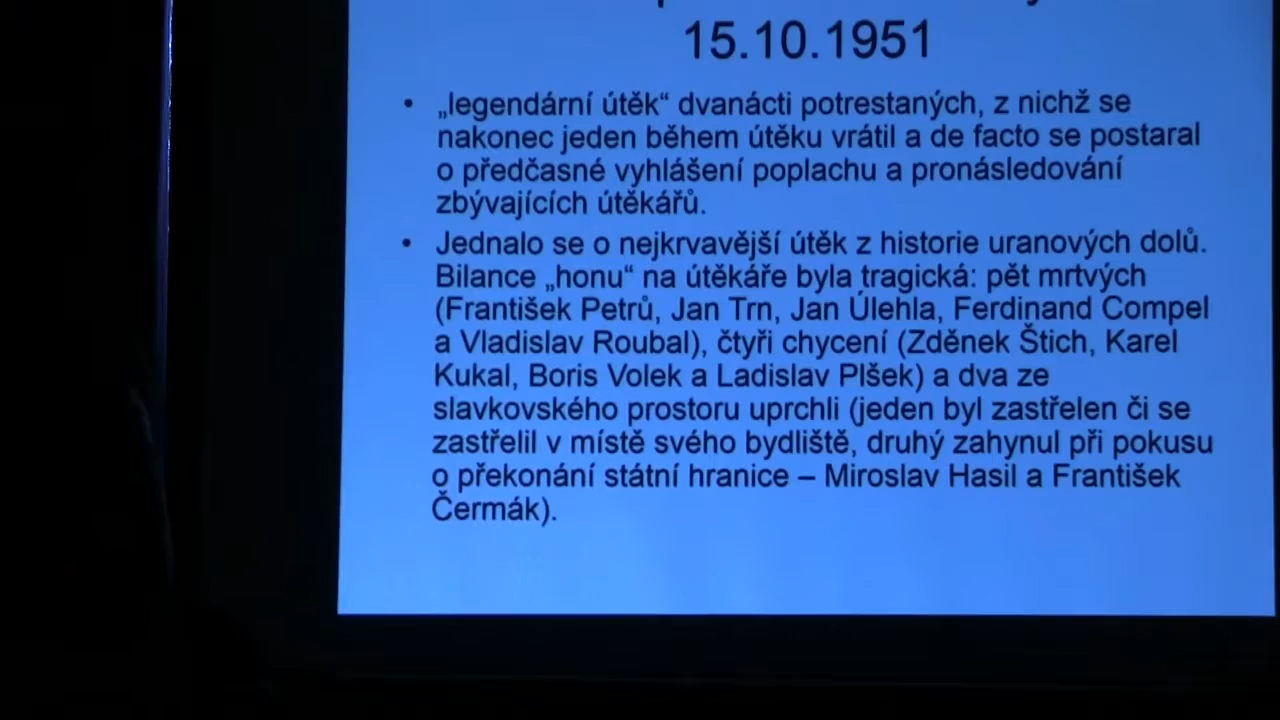 15.10.1951
• „legendární útěk“ dvanácti potrestaných, z nichž se
nakonec jeden během útěku vrátil a de facto se postaral
o předčasné vyhlášení poplachu a pronásledování
zbývajících útěkářů.
• Jednalo se o nejkrvavější útěk z historie uranových dolů.
Bilance „honu“ na útěkáře byla tragická: pět mrtvých
(František Petrů, Jan Trn, Jan Úlehla, Ferdinand Compel
a Vladislav Roubal), čtyři chycení (Zděnek Štich, Karel
Kukal, Boris Volek a Ladislav Plšek) a dva ze
slavkovského prostoru uprchli (jeden byl zastřelen či se
zastřelil v místě svého bydliště, druhý zahynul při pokusu
o překonání státní hranice – Miroslav Hasil a František
Čermák).